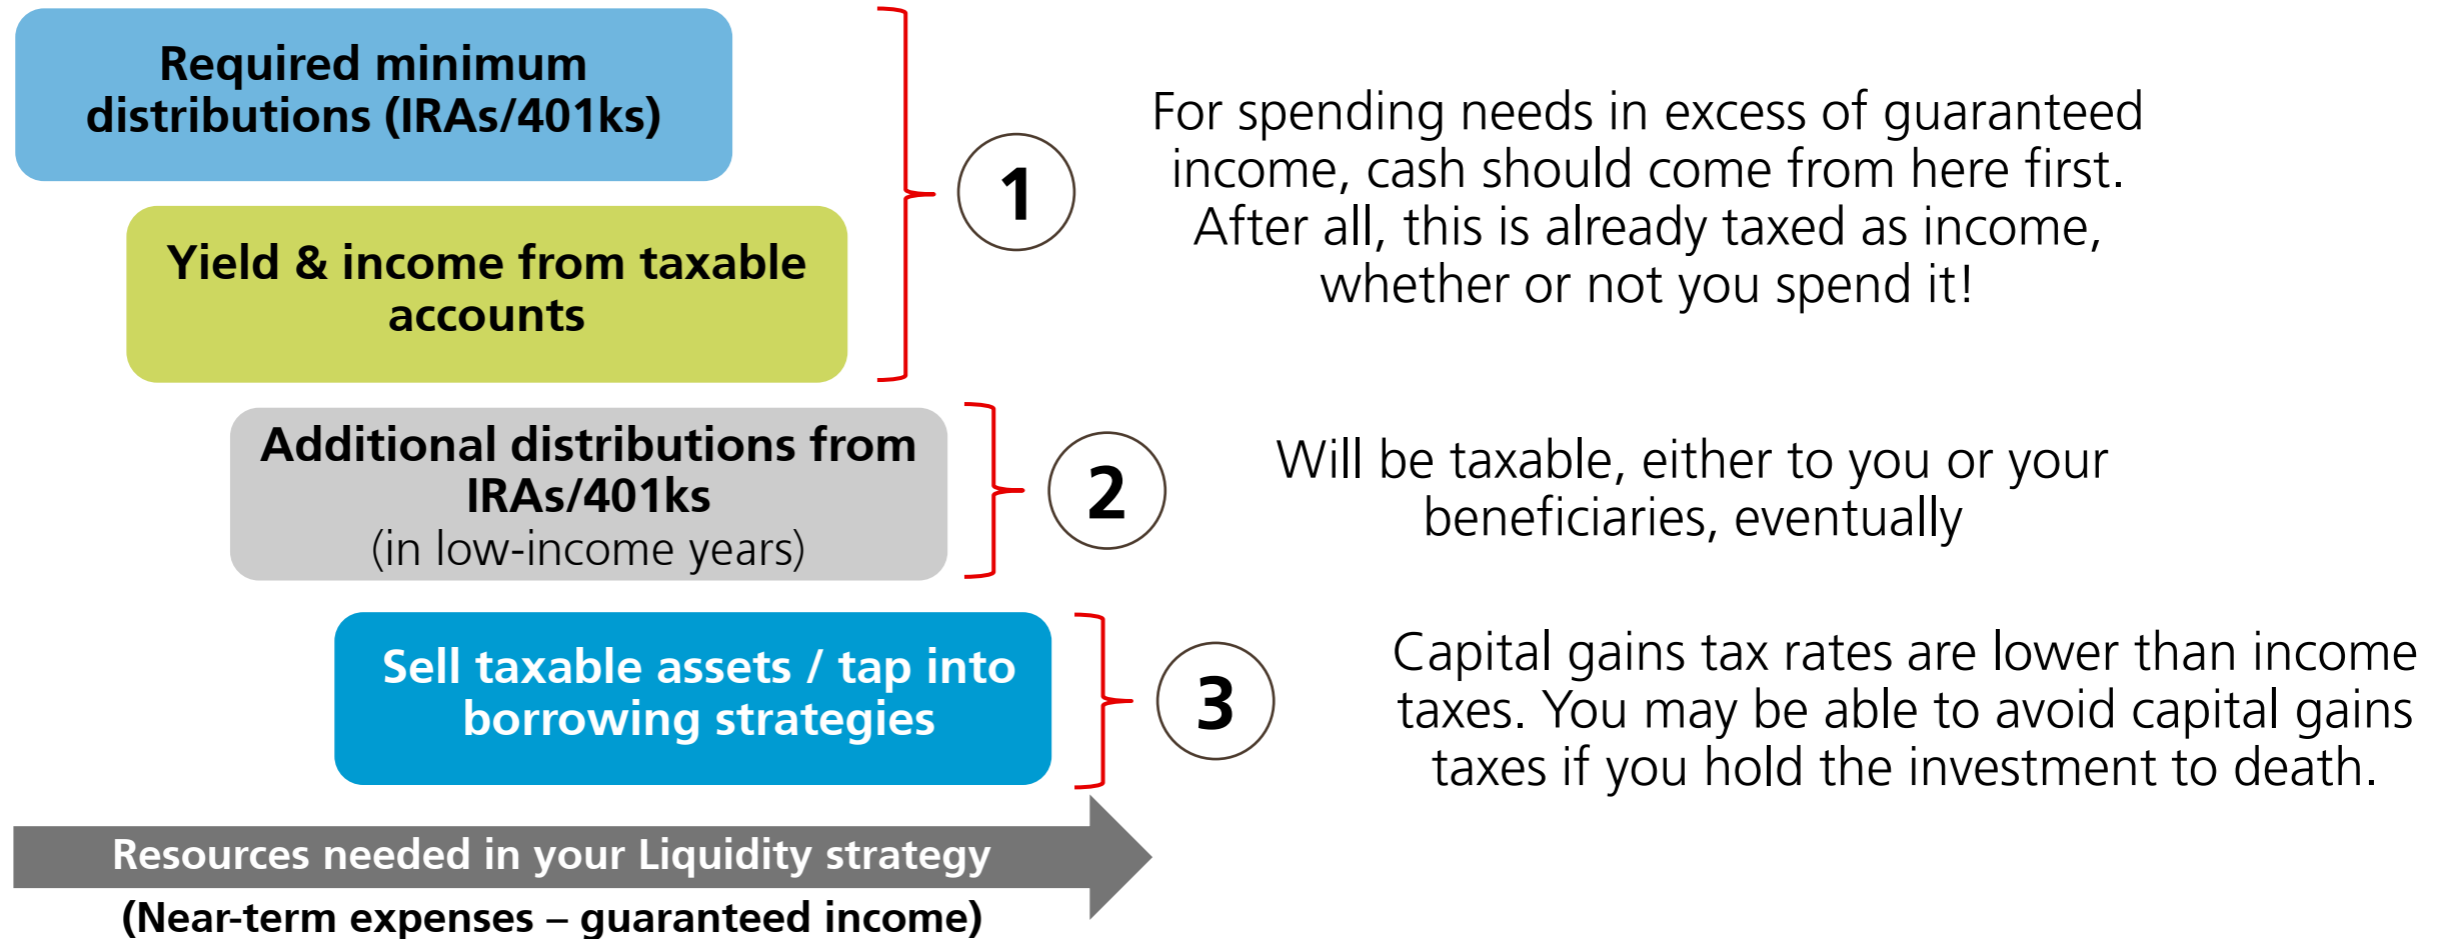 Required minimum
distributions (IRAs/401ks)
1
For spending needs in excess of guaranteed
income, cash should come from here first.
After all, this is already taxed as income,
whether or not you spend it!
Yield & income from taxable
accounts
Additional distributions from
IRAs/401ks
(in low-income years)
2
Will be taxable, either to you or your
beneficiaries, eventually
Sell taxable assets / tap into
borrowing strategies
3
Capital gains tax rates are lower than income
taxes. You may be able to avoid capital gains
taxes if you hold the investment to death.
Resources needed in your Liquidity strategy
(Near-term expenses – guaranteed income)